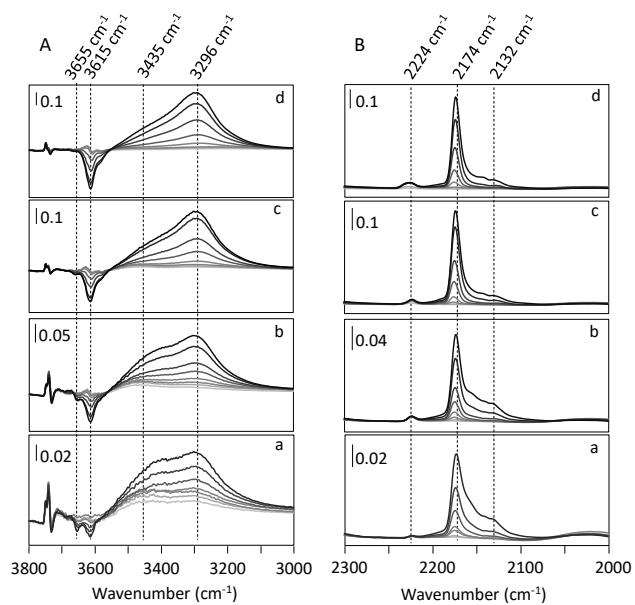 A
3655 cm-1
3615 cm-1
3435 cm-1
3296 cm-1
0.1
d
0.1
c
0.05
b
0.02
a
3800 3600 3400 3200 3000
Wavenumber (cm-1)
B
2224 cm-1
2174 cm-1
2132 cm-1
0.1
d
0.1
c
0.04
b
0.02
a
2300 2200 2100 2000
Wavenumber (cm-1)